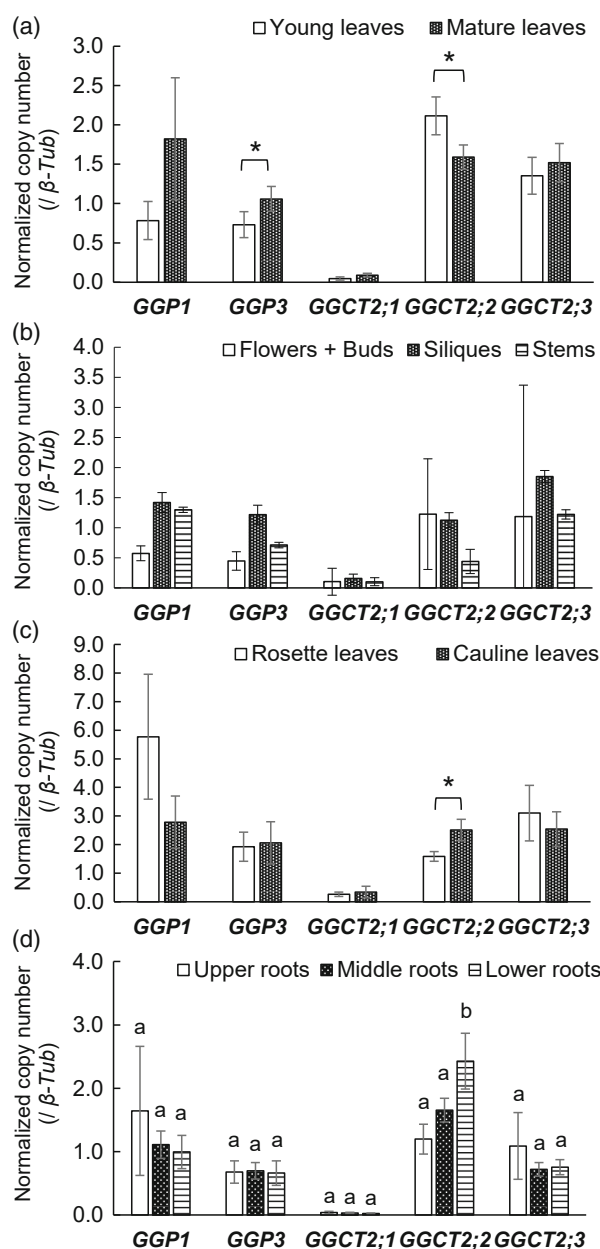 (a)
Young leaves Mature leaves
Normalized copy number
(/ β-Tub)
3.0
2.5
2.0
1.5
1.0
0.5
0.0
*
*
GGP1 GGP3 GGCT2;1 GGCT2;2 GGCT2;3
(b)
Flowers + Buds Siliques Stems
Normalized copy number
(/ β-Tub)
4.0
3.5
3.0
2.5
2.0
1.5
1.0
0.5
0.0
GGP1 GGP3 GGCT2;1 GGCT2;2 GGCT2;3
(c)
Rosette leaves Cauline leaves
Normalized copy number
(/ β-Tub)
9.0
8.0
7.0
6.0
5.0
4.0
3.0
2.0
1.0
0.0
*
GGP1 GGP3 GGCT2;1 GGCT2;2 GGCT2;3
(d)
Upper roots Middle roots Lower roots
Normalized copy number
(/ β-Tub)
4.0
3.0
2.0
1.0
0.0
a a a a a a a a a a a b a a a
GGP1 GGP3 GGCT2;1 GGCT2;2 GGCT2;3